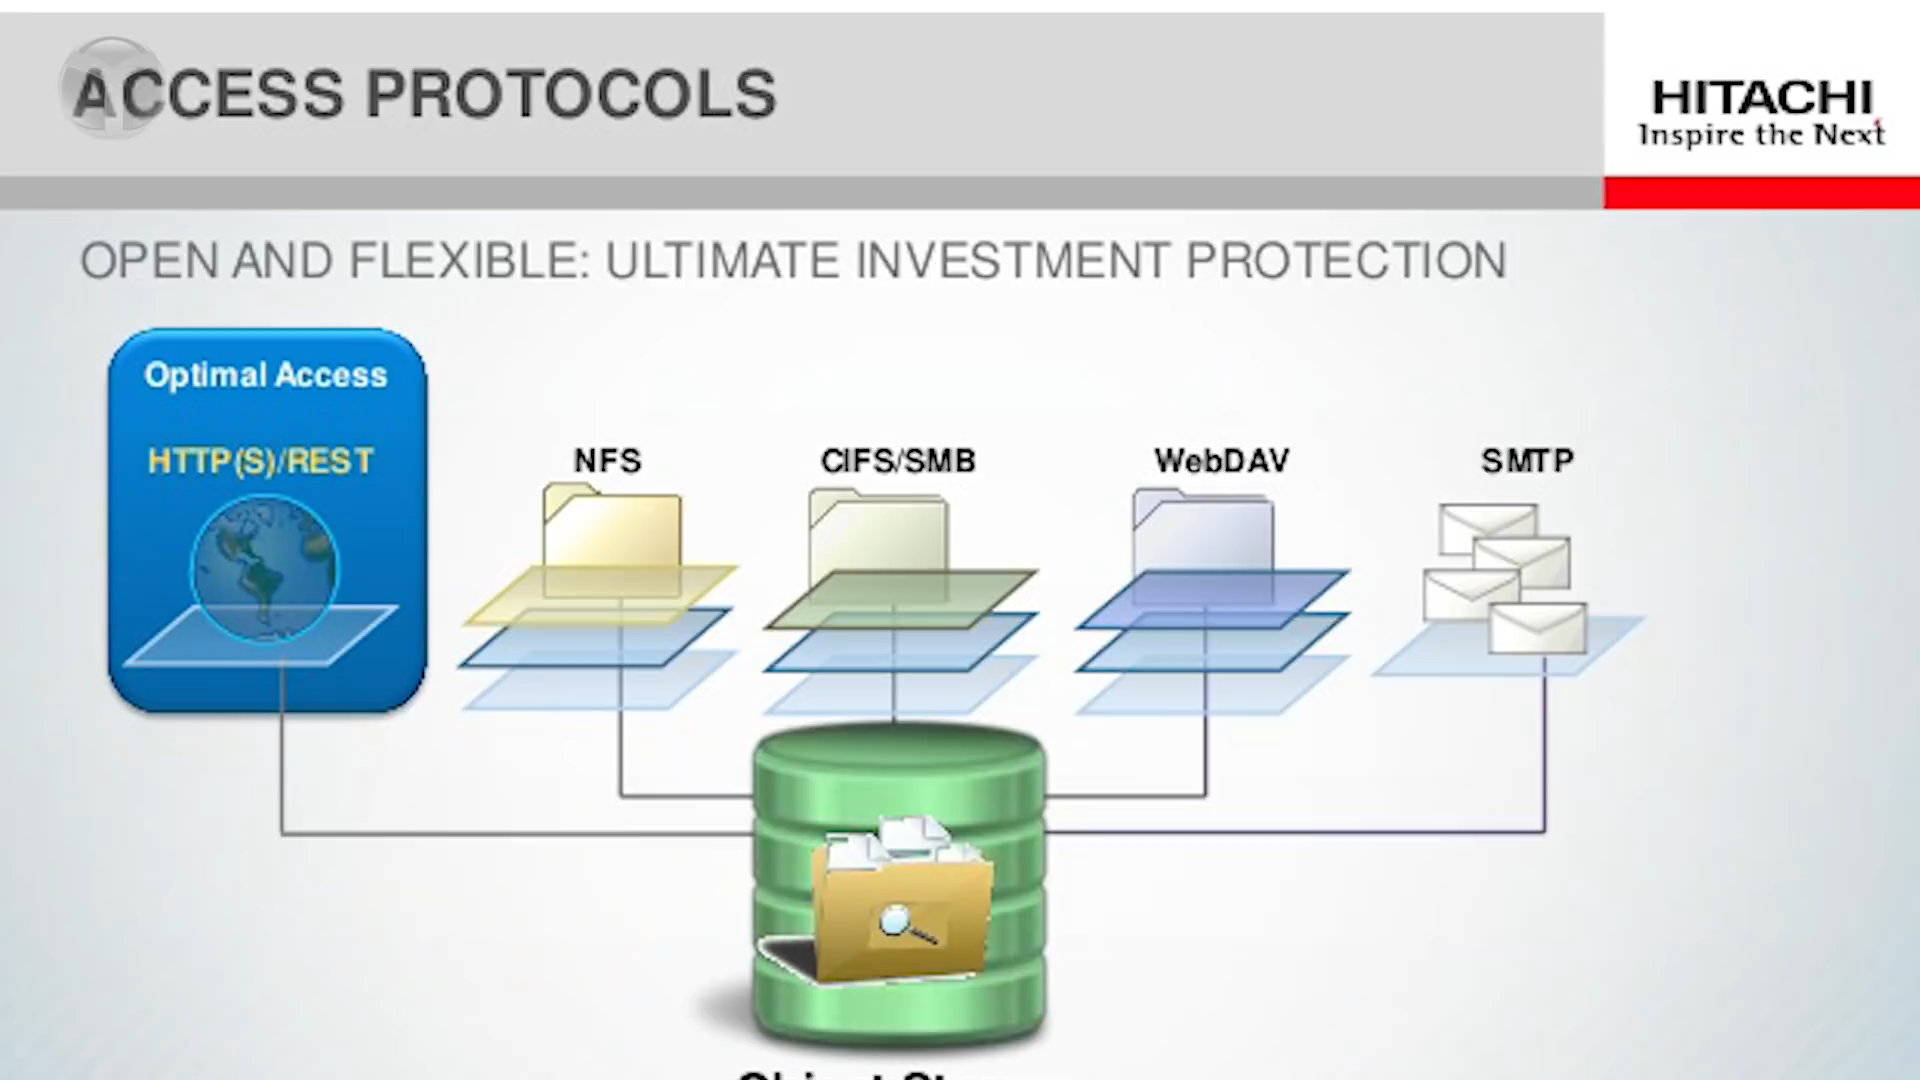 ACCESS PROTOCOLS
HITACHI
Inspire the Next
OPEN AND FLEXIBLE: ULTIMATE INVESTMENT PROTECTION
Optimal Access
HTTP(S)/REST
NFS
CIFS/SMB
WebDAV
SMTP